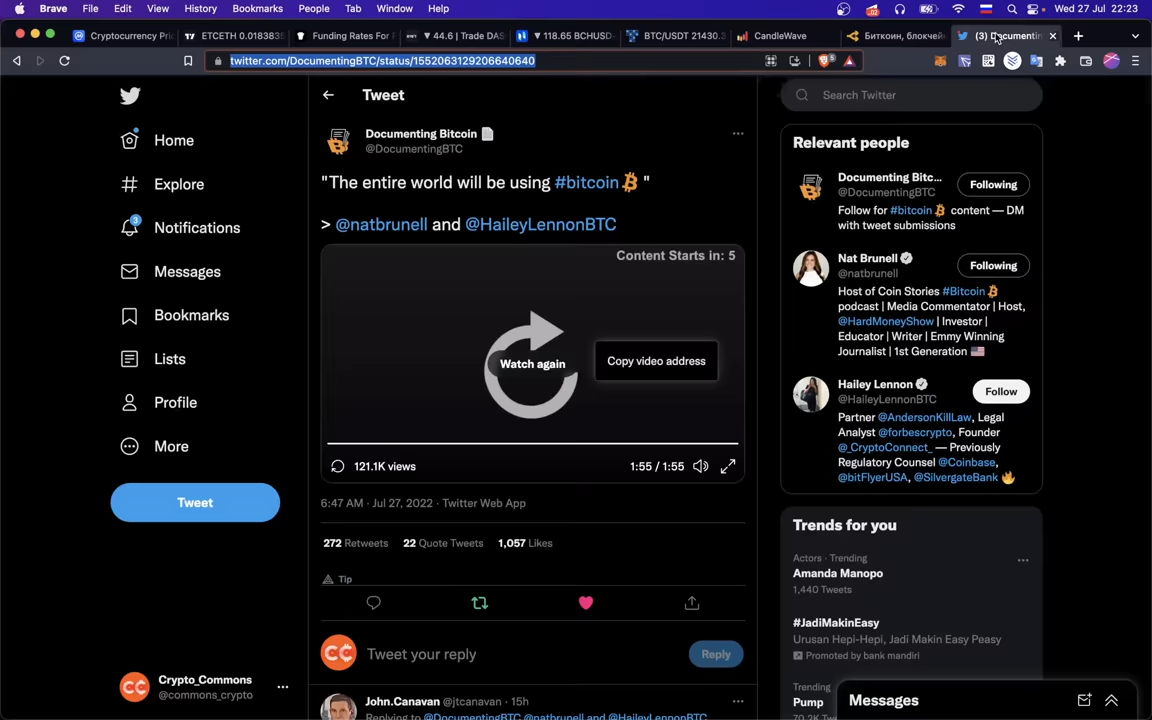 Brave File Edit View History Bookmarks People Tab Window Help Wed 27 Jul 22:23
Cryptocurrency Pri ETCETH 0.01838 Funding Rates For 44.6 | Trade DAS 118.65 BCHUSD- BTC/USDT 21430. CandleWave Биткоин, блокчей (3) Documentin
twitter.com/DocumentingBTC/status/1552063129206640640
Tweet
Search Twitter
Home
Explore
Notifications
3
Messages
Bookmarks
Lists
Profile
More
Tweet
Crypto_Commons
@commons_crypto
Documenting Bitcoin
@DocumentingBTC
"The entire world will be using #bitcoin "
> @natbrunell and @HaileyLennonBTC
Content Starts in: 5
Watch again
Copy video address
121.1K views 1:55 / 1:55
6:47 AM · Jul 27, 2022 · Twitter Web App
272 Retweets 22 Quote Tweets 1,057 Likes
Tip
Tweet your reply
Reply
John.Canavan @jtcanavan · 15h
Replying to @DocumentingBTC @natbrunell and @HaileyLennonBTC
Relevant people
Documenting Bitc...
@DocumentingBTC
Following
Follow for #bitcoin content — DM
with tweet submissions
Nat Brunell
@natbrunell
Following
Host of Coin Stories #Bitcoin
podcast | Media Commentator | Host,
@HardMoneyShow | Investor |
Educator | Writer | Emmy Winning
Journalist | 1st Generation
Hailey Lennon
@HaileyLennonBTC
Follow
Partner @AndersonKillLaw, Legal
Analyst @forbescrypto, Founder
@_CryptoConnect_ — Previously
Regulatory Counsel @Coinbase,
@bitFlyerUSA, @SilvergateBank
Trends for you
Actors · Trending
Amanda Manopo
1,440 Tweets
#JadiMakinEasy
Urusan Hepi-Hepi, Jadi Makin Easy Peasy
Promoted by bank mandiri
Trending
Pump
70.2K Tweets
Messages